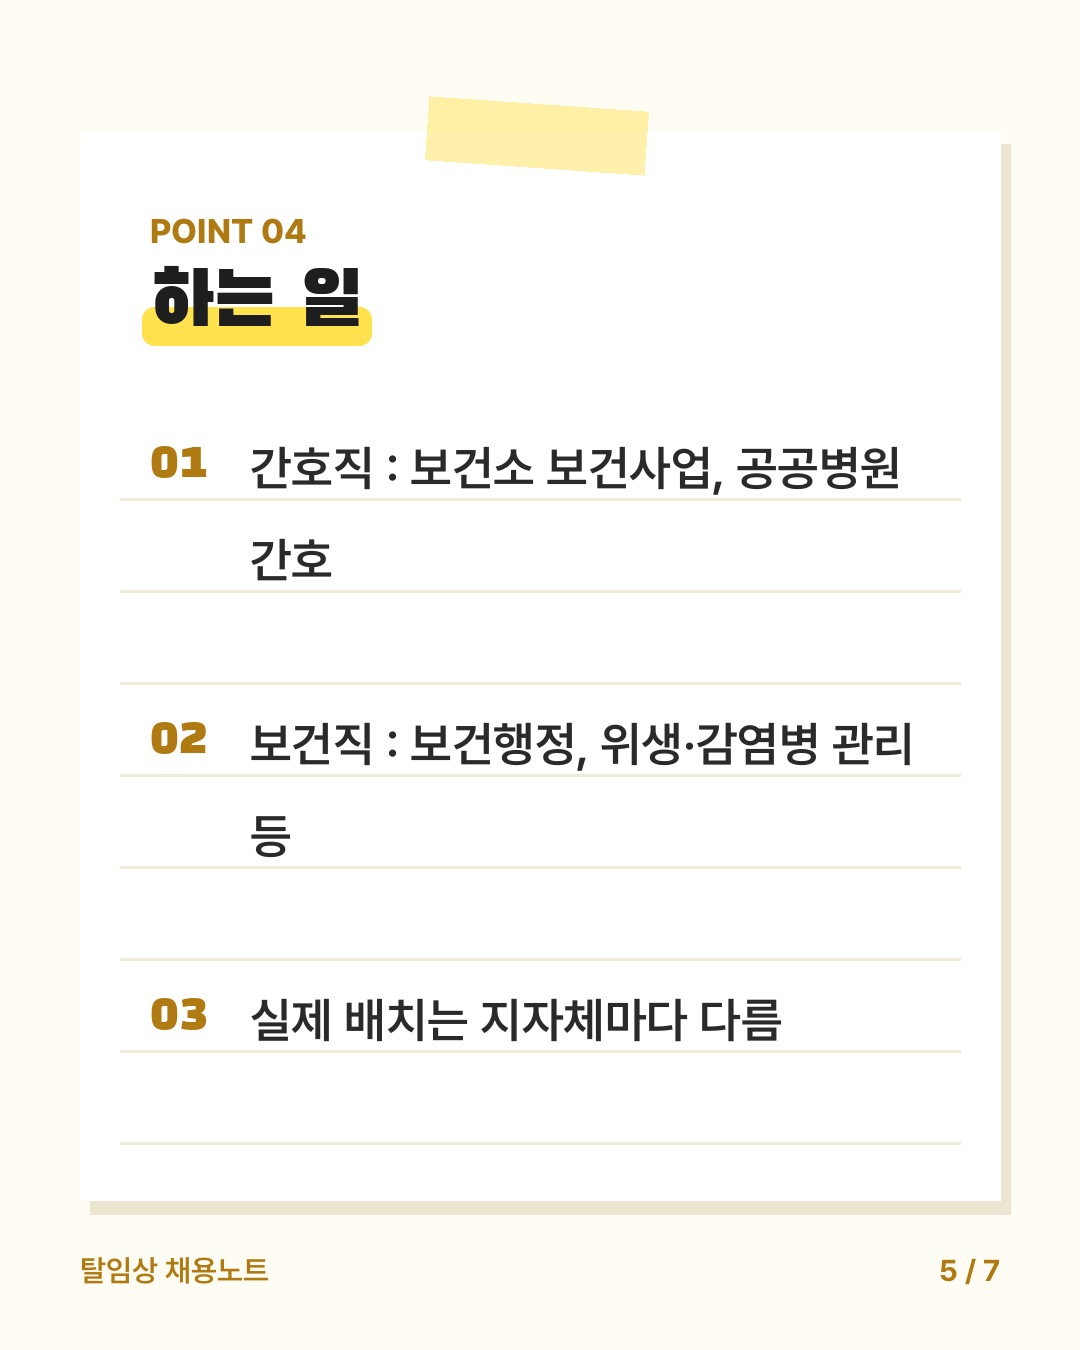 POINT 04
하는 일
01 간호직 : 보건소 보건사업, 공공병원
간호
02 보건직 : 보건행정, 위생·감염병 관리
등
03 실제 배치는 지자체마다 다름
탈임상 채용노트
5 / 7